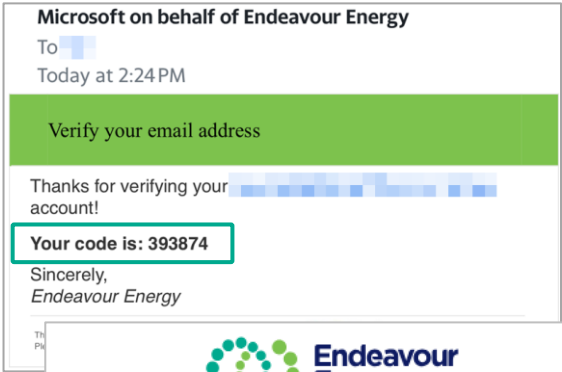 Microsoft on behalf of Endeavour Energy
To
Today at 2:24 PM
Verify your email address
Thanks for verifying your
account!
Your code is: 393874
Sincerely,
Endeavour Energy
Endeavour